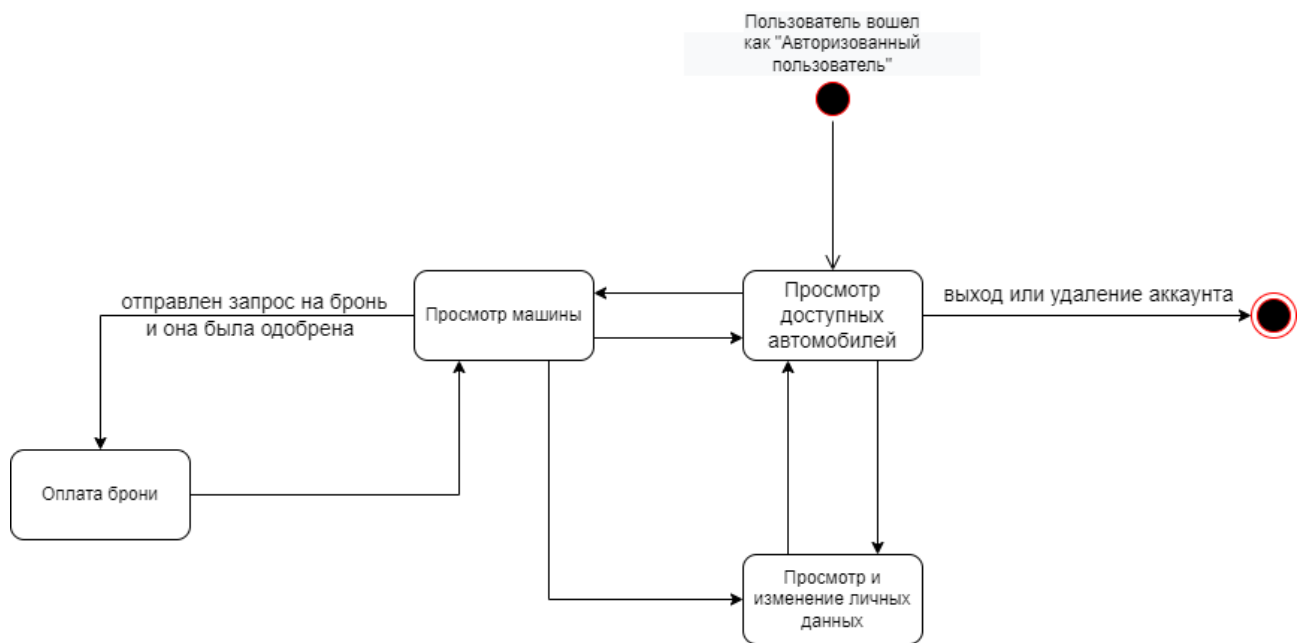 Пользователь вошел
как "Авторизованный
пользователь"
отправлен запрос на бронь
и она была одобрена
Просмотр машины
Просмотр
доступных
автомобилей
выход или удаление аккаунта
Оплата брони
Просмотр и
изменение личных
данных